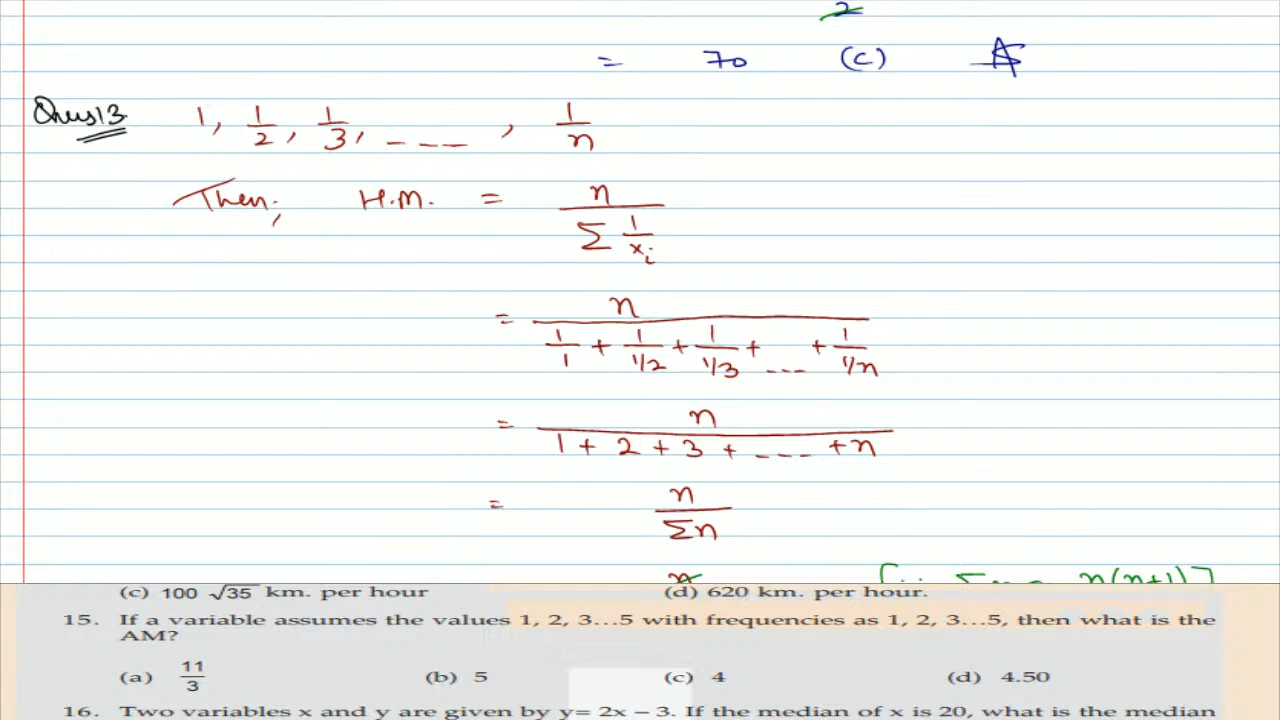 2
= 70 (C) A
Ques13 1, 1/2, 1/3, ---- , 1/n
Then, H.M. = n / Σ 1/xi
= n / (1/1 + 1/(1/2) + 1/(1/3) + ---- + 1/(1/n))
= n / (1 + 2 + 3 + ---- + n)
= n / Σn
n [∵ Σn = n(n+1)]
(c) 100 √35 km. per hour (d) 620 km. per hour.
15. If a variable assumes the values 1, 2, 3...5 with frequencies as 1, 2, 3...5, then what is the
AM?
(a) 11/3 (b) 5 (c) 4 (d) 4.50
16. Two variables x and y are given by y= 2x − 3. If the median of x is 20, what is the median